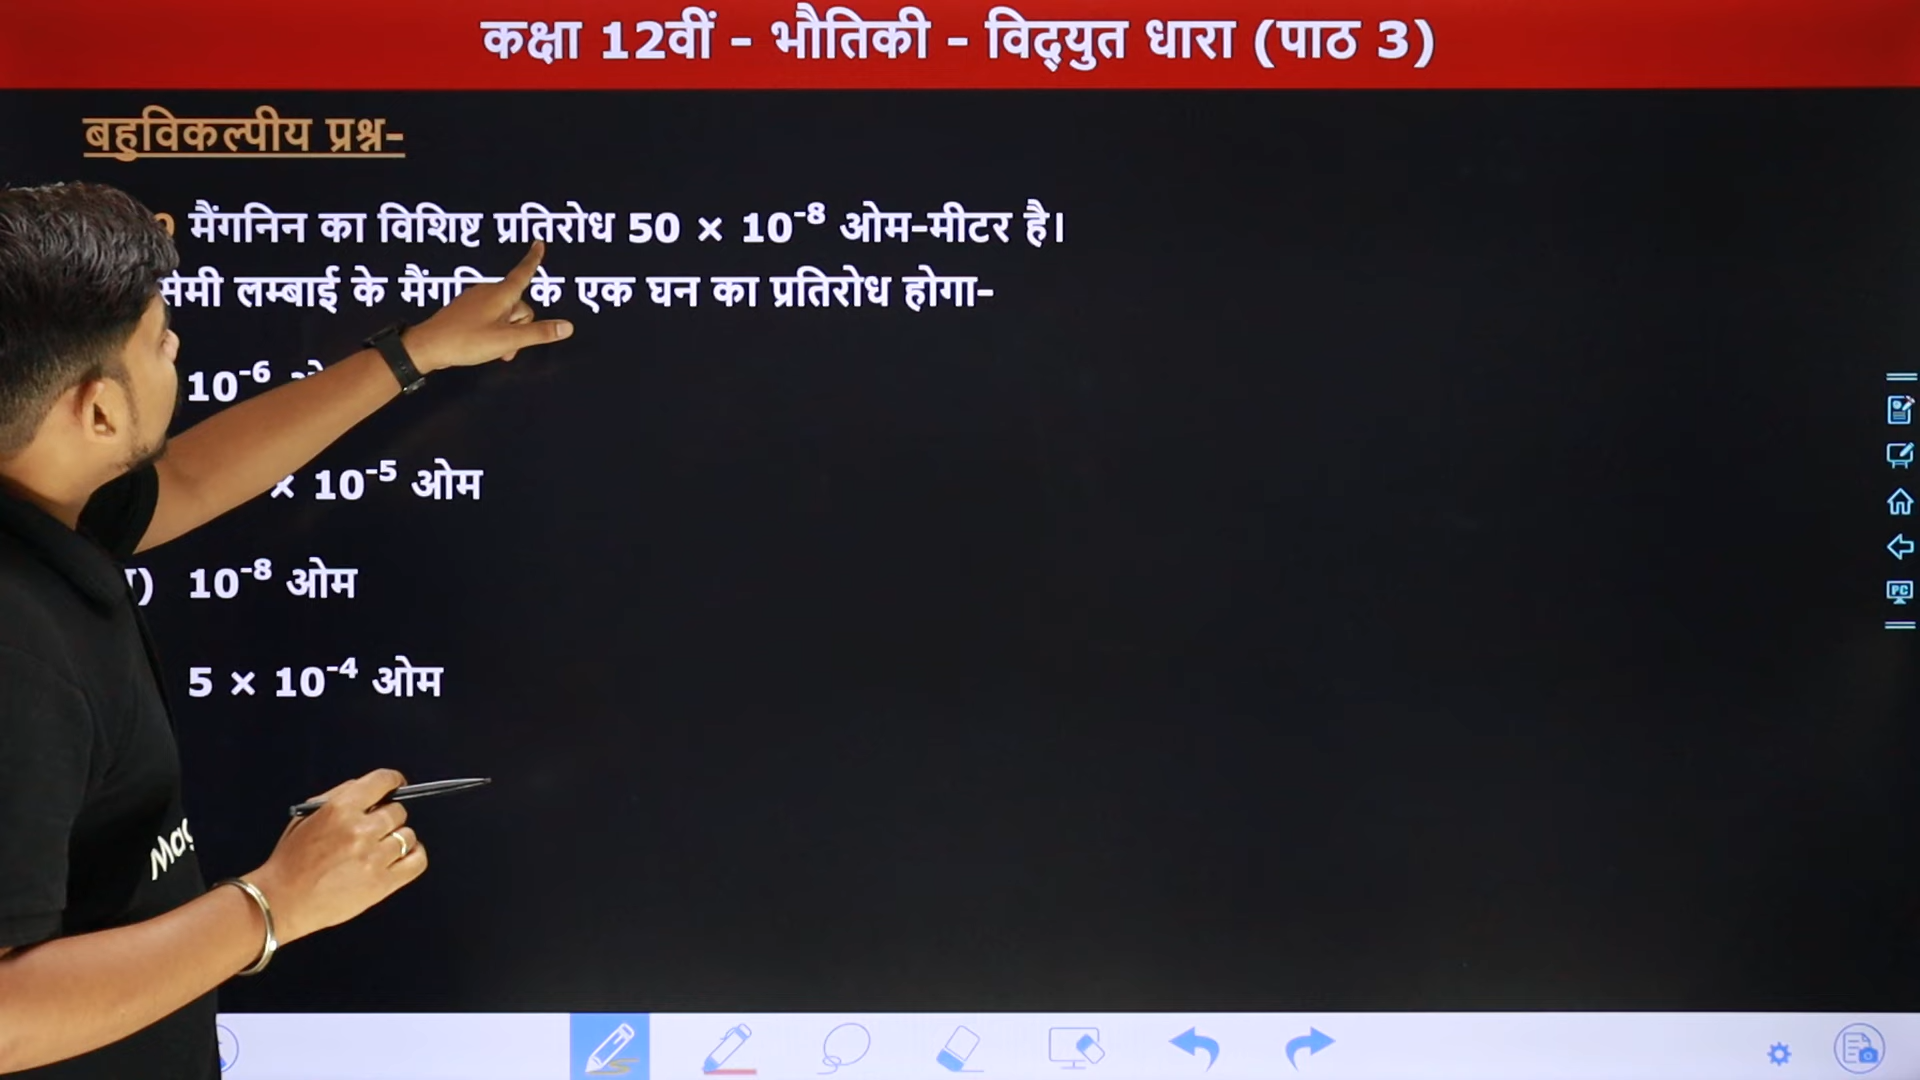 कक्षा 12वीं - भौतिकी - विद्युत धारा (पाठ 3)
बहुविकल्पीय प्रश्न-
मैंगनिन का विशिष्ट प्रतिरोध 50 × 10⁻⁸ ओम-मीटर है।
सेमी लम्बाई के के एक घन का प्रतिरोध होगा-
10⁻⁶
× 10⁻⁵ ओम
10⁻⁸ ओम
5 × 10⁻⁴ ओम
PC